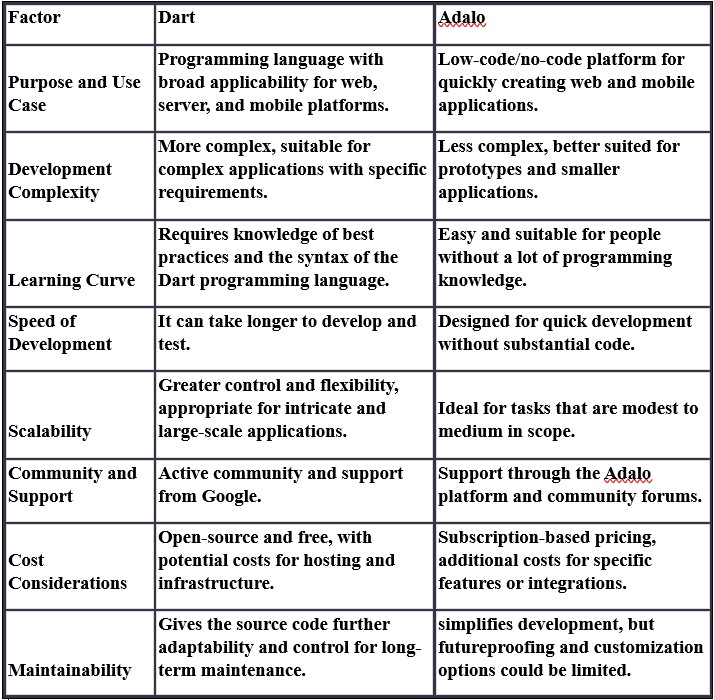 Factor
Dart
Adalo
Purpose and Use
Case
Programming language with
broad applicability for web,
server, and mobile platforms.
Low-code/no-code platform for
quickly creating web and mobile
applications.
Development
Complexity
More complex, suitable for
complex applications with specific
requirements.
Less complex, better suited for
prototypes and smaller
applications.
Learning Curve
Requires knowledge of best
practices and the syntax of the
Dart programming language.
Easy and suitable for people
without a lot of programming
knowledge.
Speed of
Development
It can take longer to develop and
test.
Designed for quick development
without substantial code.
Scalability
Greater control and flexibility,
appropriate for intricate and
large-scale applications.
Ideal for tasks that are modest to
medium in scope.
Community and
Support
Active community and support
from Google.
Support through the Adalo
platform and community forums.
Cost
Considerations
Open-source and free, with
potential costs for hosting and
infrastructure.
Subscription-based pricing,
additional costs for specific
features or integrations.
Maintainability
Gives the source code further
adaptability and control for long-
term maintenance.
simplifies development, but
futureproofing and customization
options could be limited.